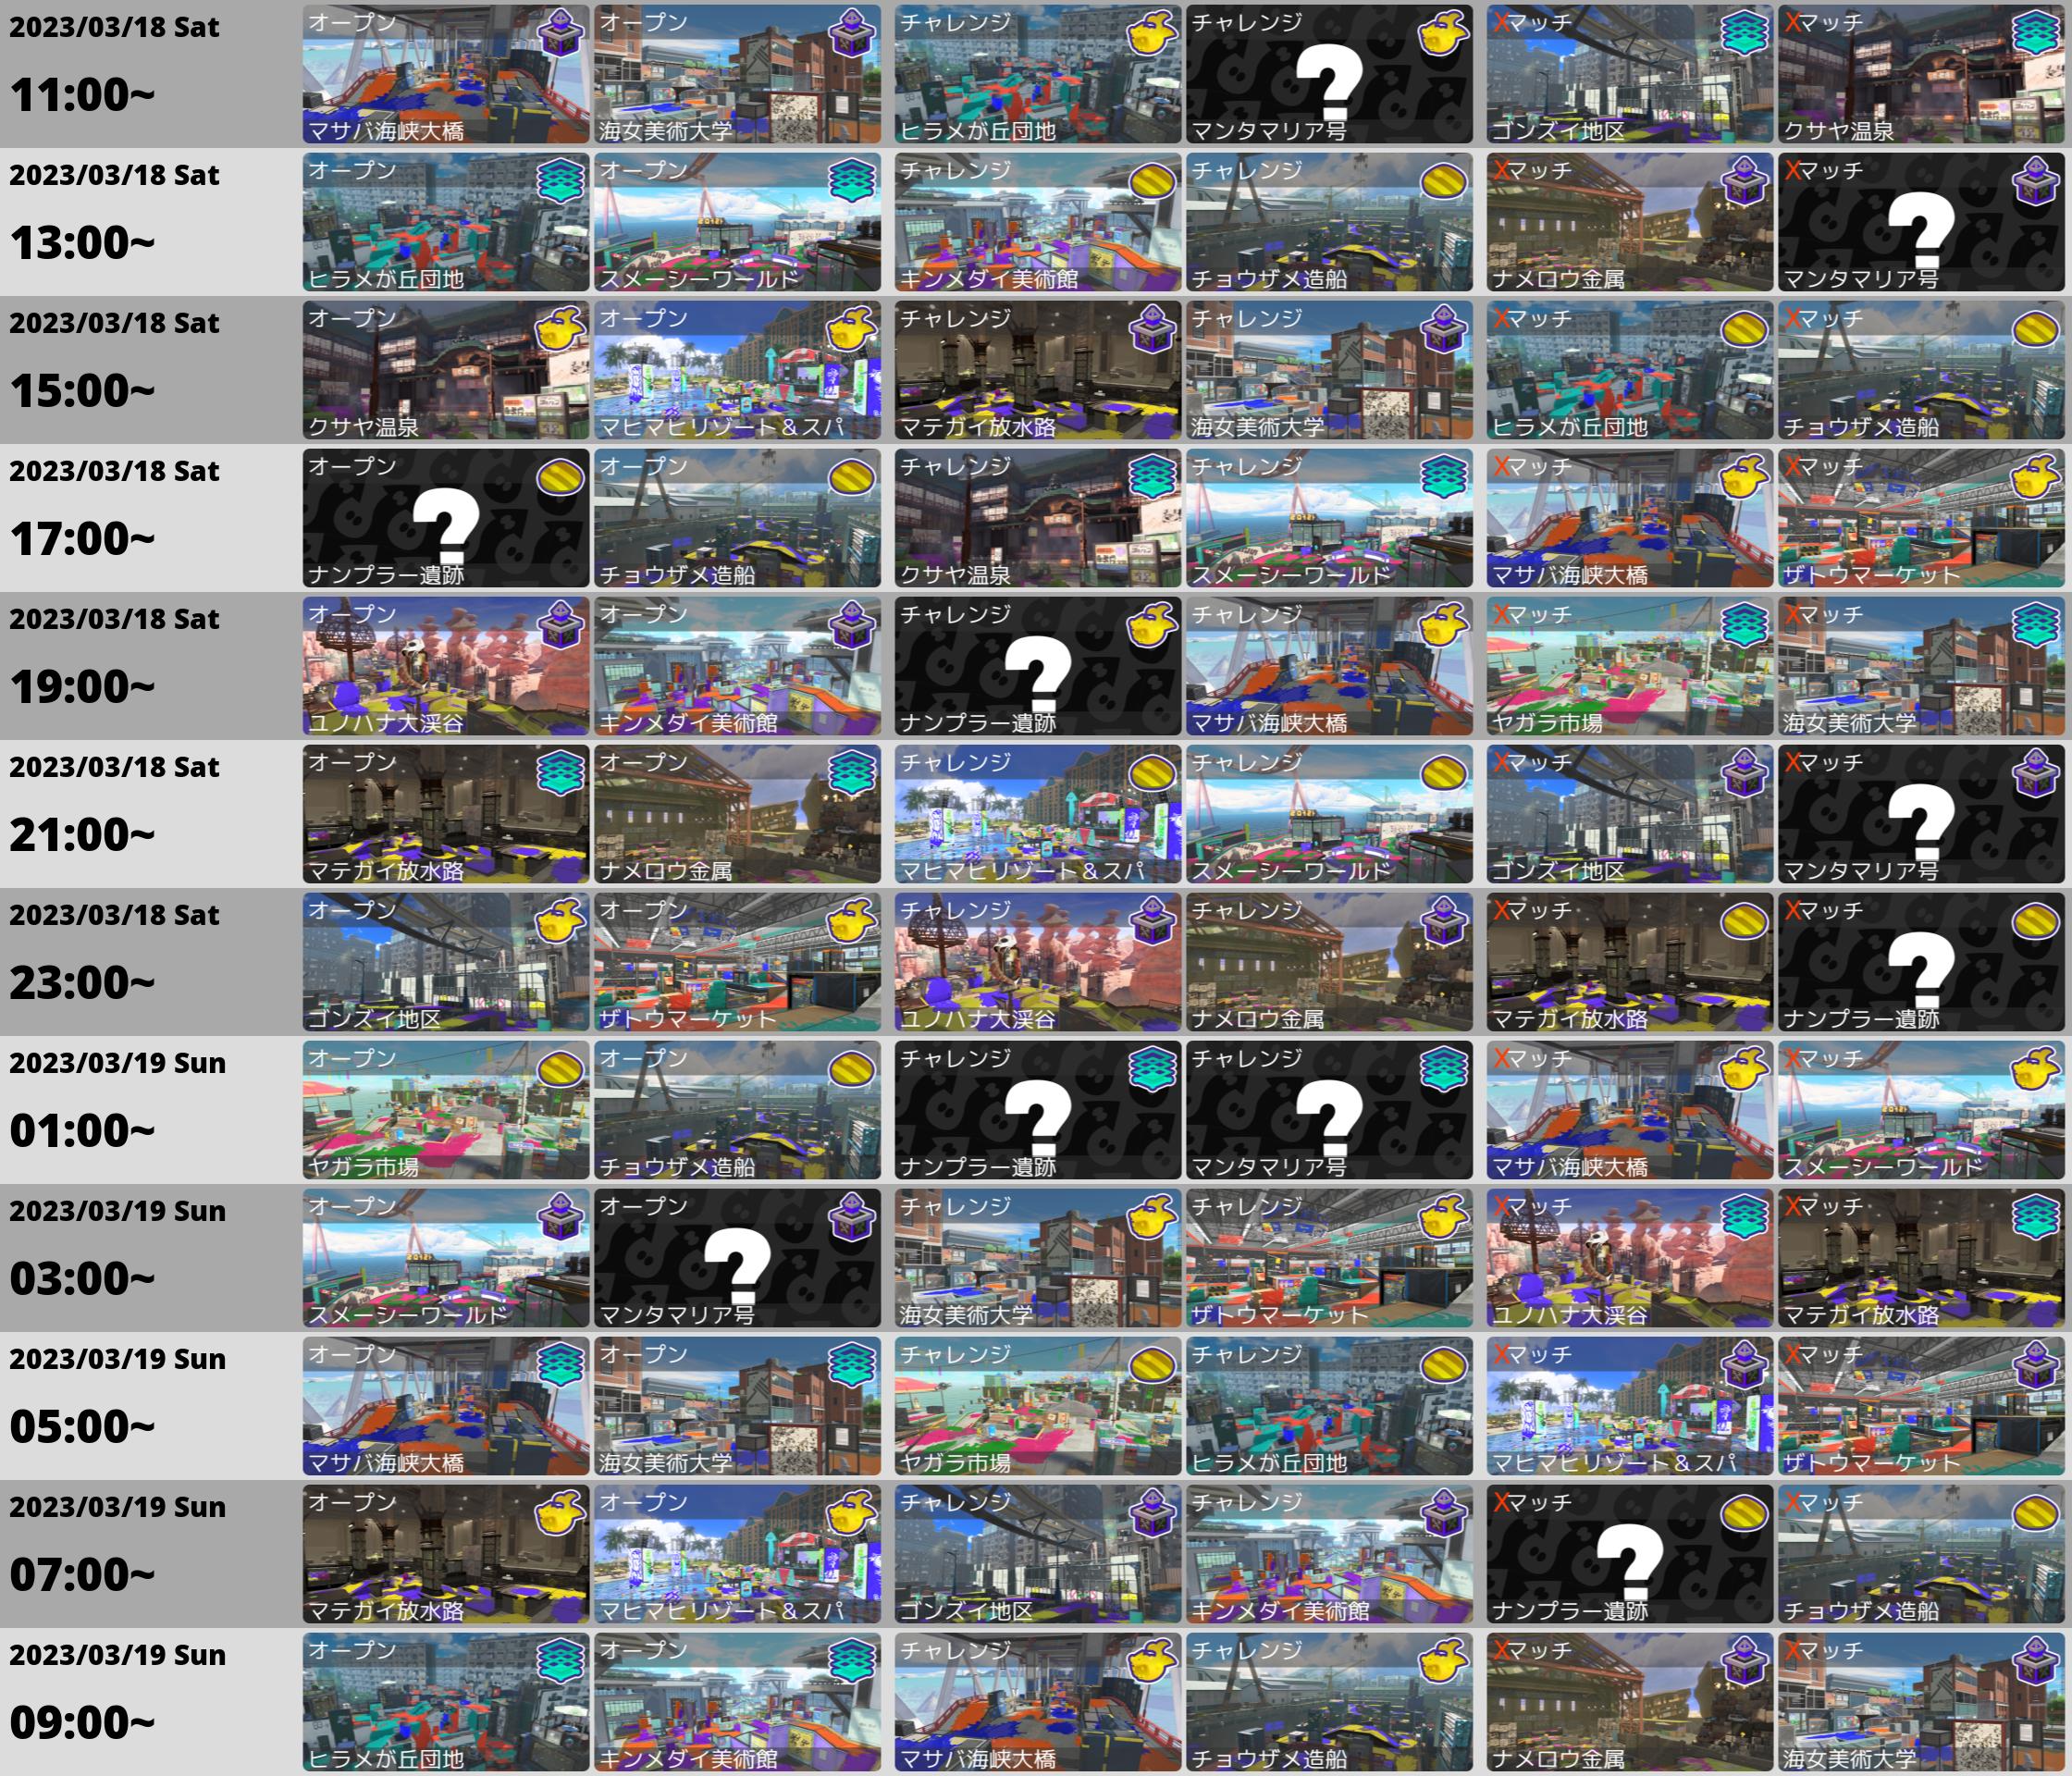 2023/03/18 Sat
11:00~
オープン
マサバ海峡大橋
オープン
海女美術大学
チャレンジ
ヒラメが丘団地
チャレンジ
マンタマリア号
Xマッチ
ゴンズイ地区
Xマッチ
クサヤ温泉
2023/03/18 Sat
13:00~
オープン
ヒラメが丘団地
オープン
スメーシーワールド
チャレンジ
キンメダイ美術館
チャレンジ
チョウザメ造船
Xマッチ
ナメロウ金属
Xマッチ
マンタマリア号
2023/03/18 Sat
15:00~
オープン
クサヤ温泉
オープン
マヒマヒリゾート＆スパ
チャレンジ
マテガイ放水路
チャレンジ
海女美術大学
Xマッチ
ヒラメが丘団地
Xマッチ
チョウザメ造船
2023/03/18 Sat
17:00~
オープン
ナンプラー遺跡
オープン
チョウザメ造船
チャレンジ
クサヤ温泉
チャレンジ
スメーシーワールド
Xマッチ
マサバ海峡大橋
Xマッチ
ザトウマーケット
2023/03/18 Sat
19:00~
オープン
ユノハナ大渓谷
オープン
キンメダイ美術館
チャレンジ
ナンプラー遺跡
チャレンジ
マサバ海峡大橋
Xマッチ
ヤガラ市場
Xマッチ
海女美術大学
2023/03/18 Sat
21:00~
オープン
マテガイ放水路
オープン
ナメロウ金属
チャレンジ
マヒマヒリゾート＆スパ
チャレンジ
スメーシーワールド
Xマッチ
ゴンズイ地区
Xマッチ
マンタマリア号
2023/03/18 Sat
23:00~
オープン
ゴンズイ地区
オープン
ザトウマーケット
チャレンジ
ユノハナ大渓谷
チャレンジ
ナメロウ金属
Xマッチ
マテガイ放水路
Xマッチ
ナンプラー遺跡
2023/03/19 Sun
01:00~
オープン
ヤガラ市場
オープン
チョウザメ造船
チャレンジ
ナンプラー遺跡
チャレンジ
マンタマリア号
Xマッチ
マサバ海峡大橋
Xマッチ
スメーシーワールド
2023/03/19 Sun
03:00~
オープン
スメーシーワールド
オープン
マンタマリア号
チャレンジ
海女美術大学
チャレンジ
ザトウマーケット
Xマッチ
ユノハナ大渓谷
Xマッチ
マテガイ放水路
2023/03/19 Sun
05:00~
オープン
マサバ海峡大橋
オープン
海女美術大学
チャレンジ
ヤガラ市場
チャレンジ
ヒラメが丘団地
Xマッチ
マヒマヒリゾート＆スパ
Xマッチ
ザトウマーケット
2023/03/19 Sun
07:00~
オープン
マテガイ放水路
オープン
マヒマヒリゾート＆スパ
チャレンジ
ゴンズイ地区
チャレンジ
キンメダイ美術館
Xマッチ
ナンプラー遺跡
Xマッチ
チョウザメ造船
2023/03/19 Sun
09:00~
オープン
ヒラメが丘団地
オープン
キンメダイ美術館
チャレンジ
マサバ海峡大橋
チャレンジ
チョウザメ造船
Xマッチ
ナメロウ金属
Xマッチ
海女美術大学